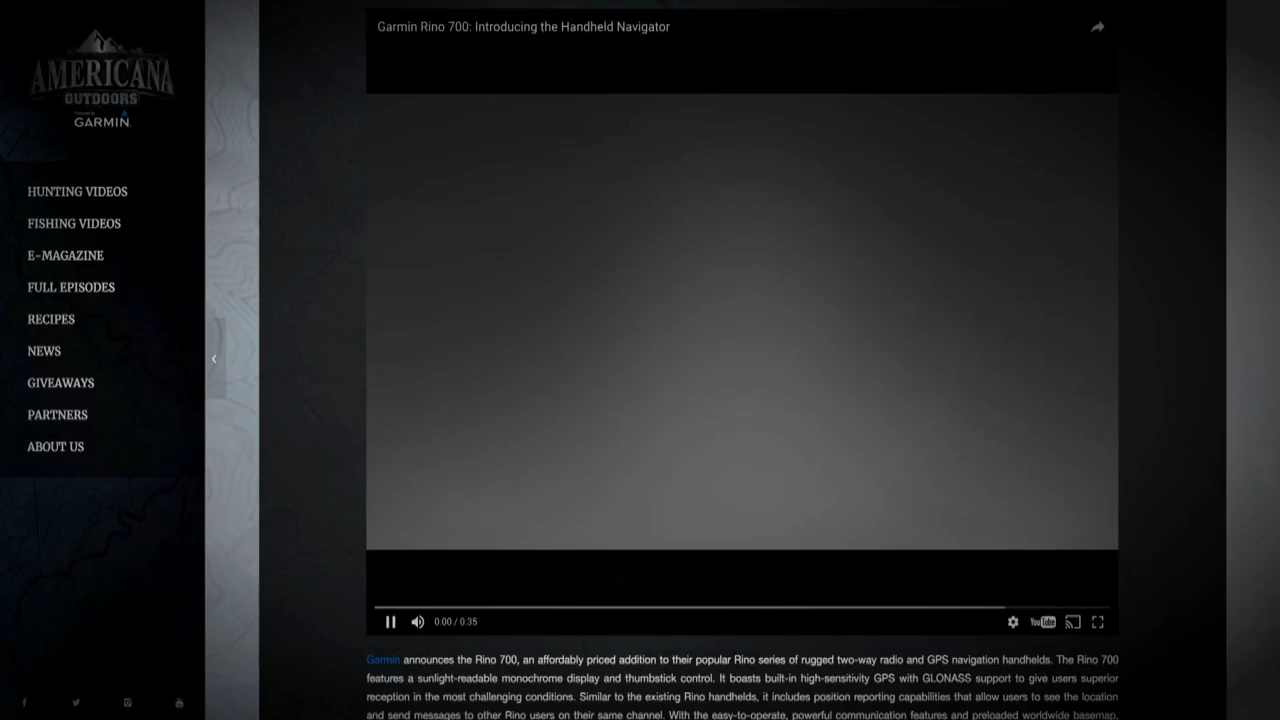 AMERICANA
OUTDOORS
Powered by
GARMIN
HUNTING VIDEOS
FISHING VIDEOS
E-MAGAZINE
FULL EPISODES
RECIPES
NEWS
GIVEAWAYS
PARTNERS
ABOUT US
Garmin Rino 700: Introducing the Handheld Navigator
0:00 / 0:35
YouTube
Garmin announces the Rino 700, an affordably priced addition to their popular Rino series of rugged two-way radio and GPS navigation handhelds. The Rino 700
features a sunlight-readable monochrome display and thumbstick control. It boasts built-in high-sensitivity GPS with GLONASS support to give users superior
reception in the most challenging conditions. Similar to the existing Rino handhelds, it includes position reporting capabilities that allow users to see the location
and send messages to other Rino users on their same channel. With the easy-to-operate, powerful communication features and preloaded worldwide basemap,